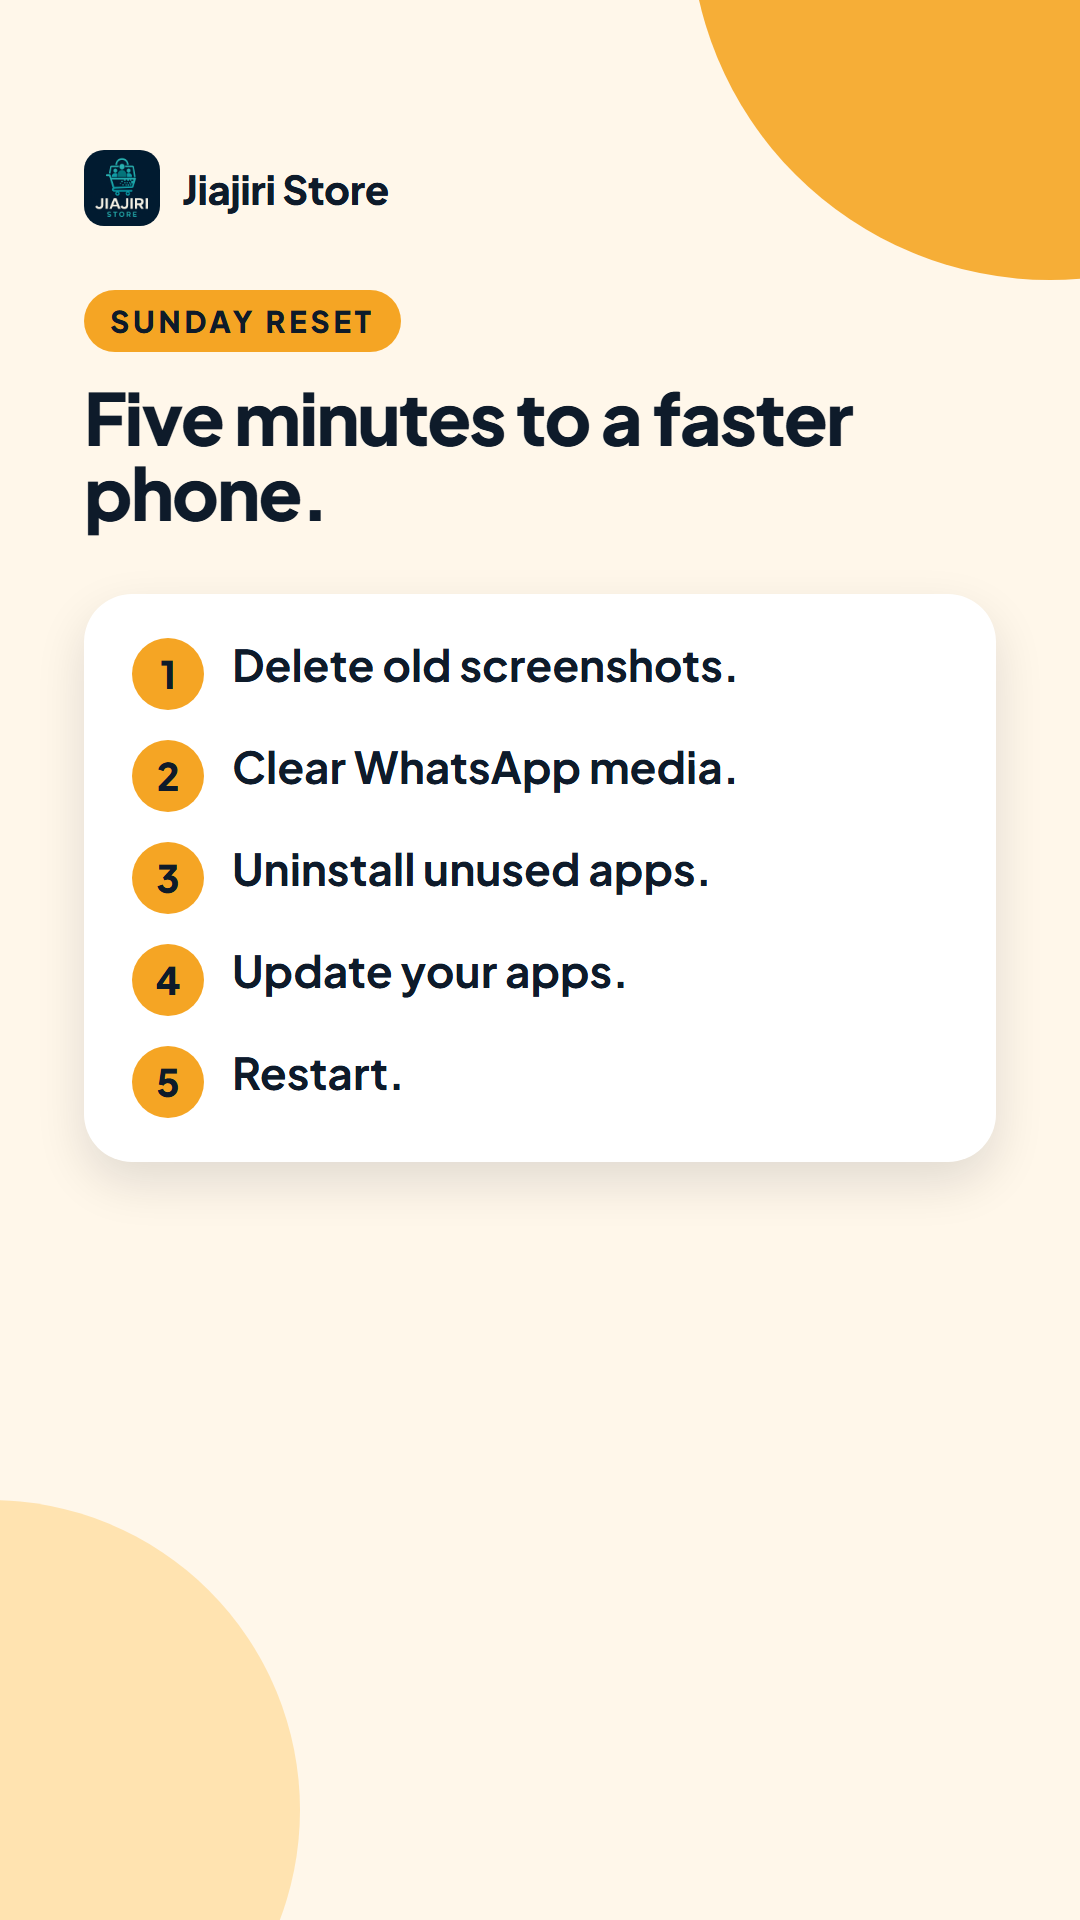 JIAJIRI
STORE
Jiajiri Store
SUNDAY RESET
Five minutes to a faster
phone.
1 Delete old screenshots.
2 Clear WhatsApp media.
3 Uninstall unused apps.
4 Update your apps.
5 Restart.